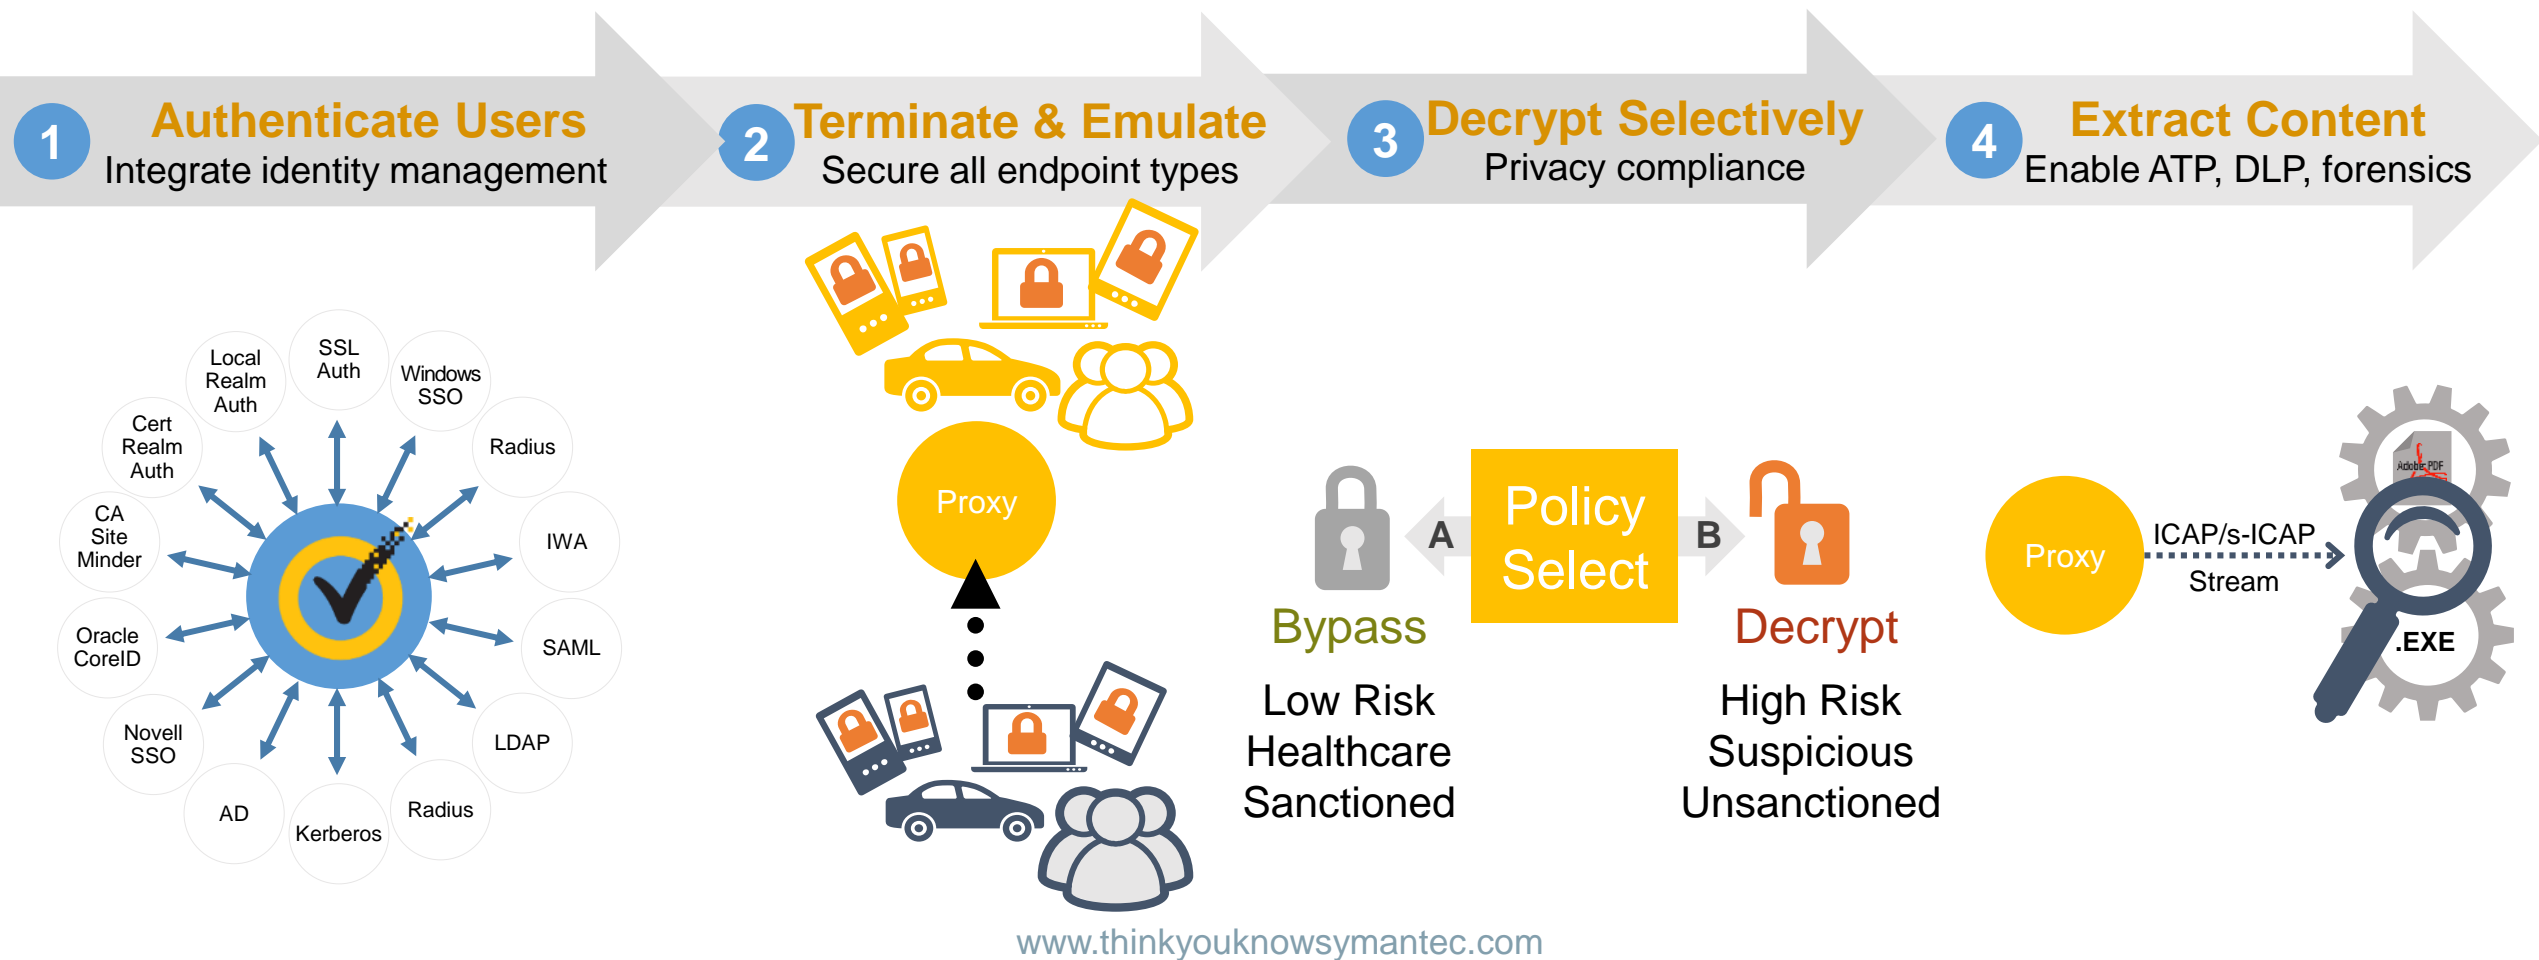 1
Authenticate Users
Integrate identity management
2
Terminate & Emulate
Secure all endpoint types
3
Decrypt Selectively
Privacy compliance
4
Extract Content
Enable ATP, DLP, forensics
SSL
Auth
Windows
SSO
Radius
IWA
SAML
LDAP
Radius
Kerberos
AD
Novell
SSO
Oracle
CoreID
CA
Site
Minder
Cert
Realm
Auth
Local
Realm
Auth
Proxy
A
Policy
Select
B
Bypass
Low Risk
Healthcare
Sanctioned
Decrypt
High Risk
Suspicious
Unsanctioned
Proxy
ICAP/s-ICAP
Stream
Adobe PDF
.EXE
www.thinkyouknowsymantec.com